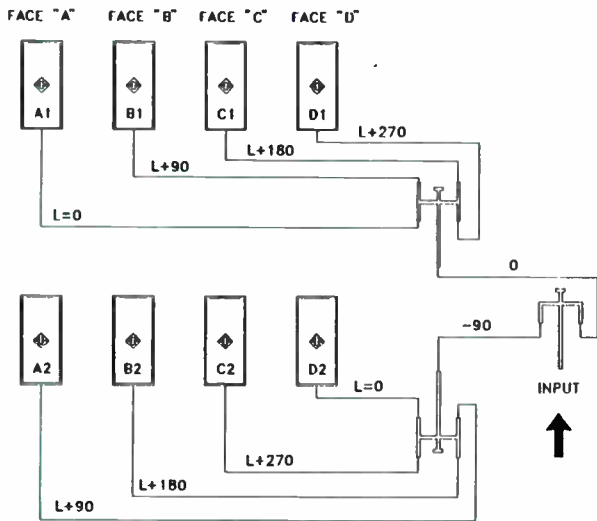 FACE "A" FACE "B" FACE "C" FACE "D"
A1 B1 C1 D1
L+270
L+180
L+90
L=0
0
-90
A2 B2 C2 D2
L=0
INPUT
L+270
L+180
L+90